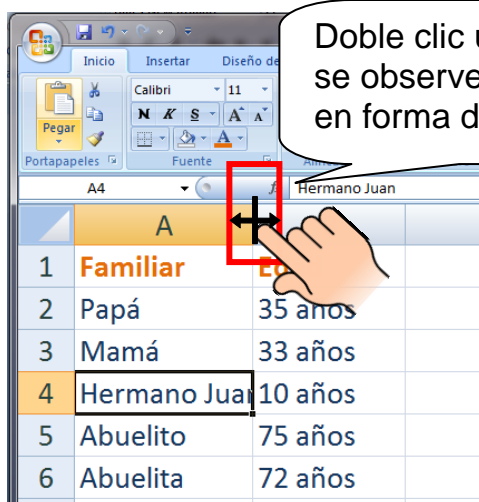 Doble clic
se observe
en forma d
Inicio Insertar Diseño de
Calibri 11
N K S A A
Pegar
A
Portapapeles Fuente
A4 Hermano Juan
A
1 Familiar
2 Papá 35 años
3 Mamá 33 años
4 Hermano Juan 10 años
5 Abuelito 75 años
6 Abuelita 72 años